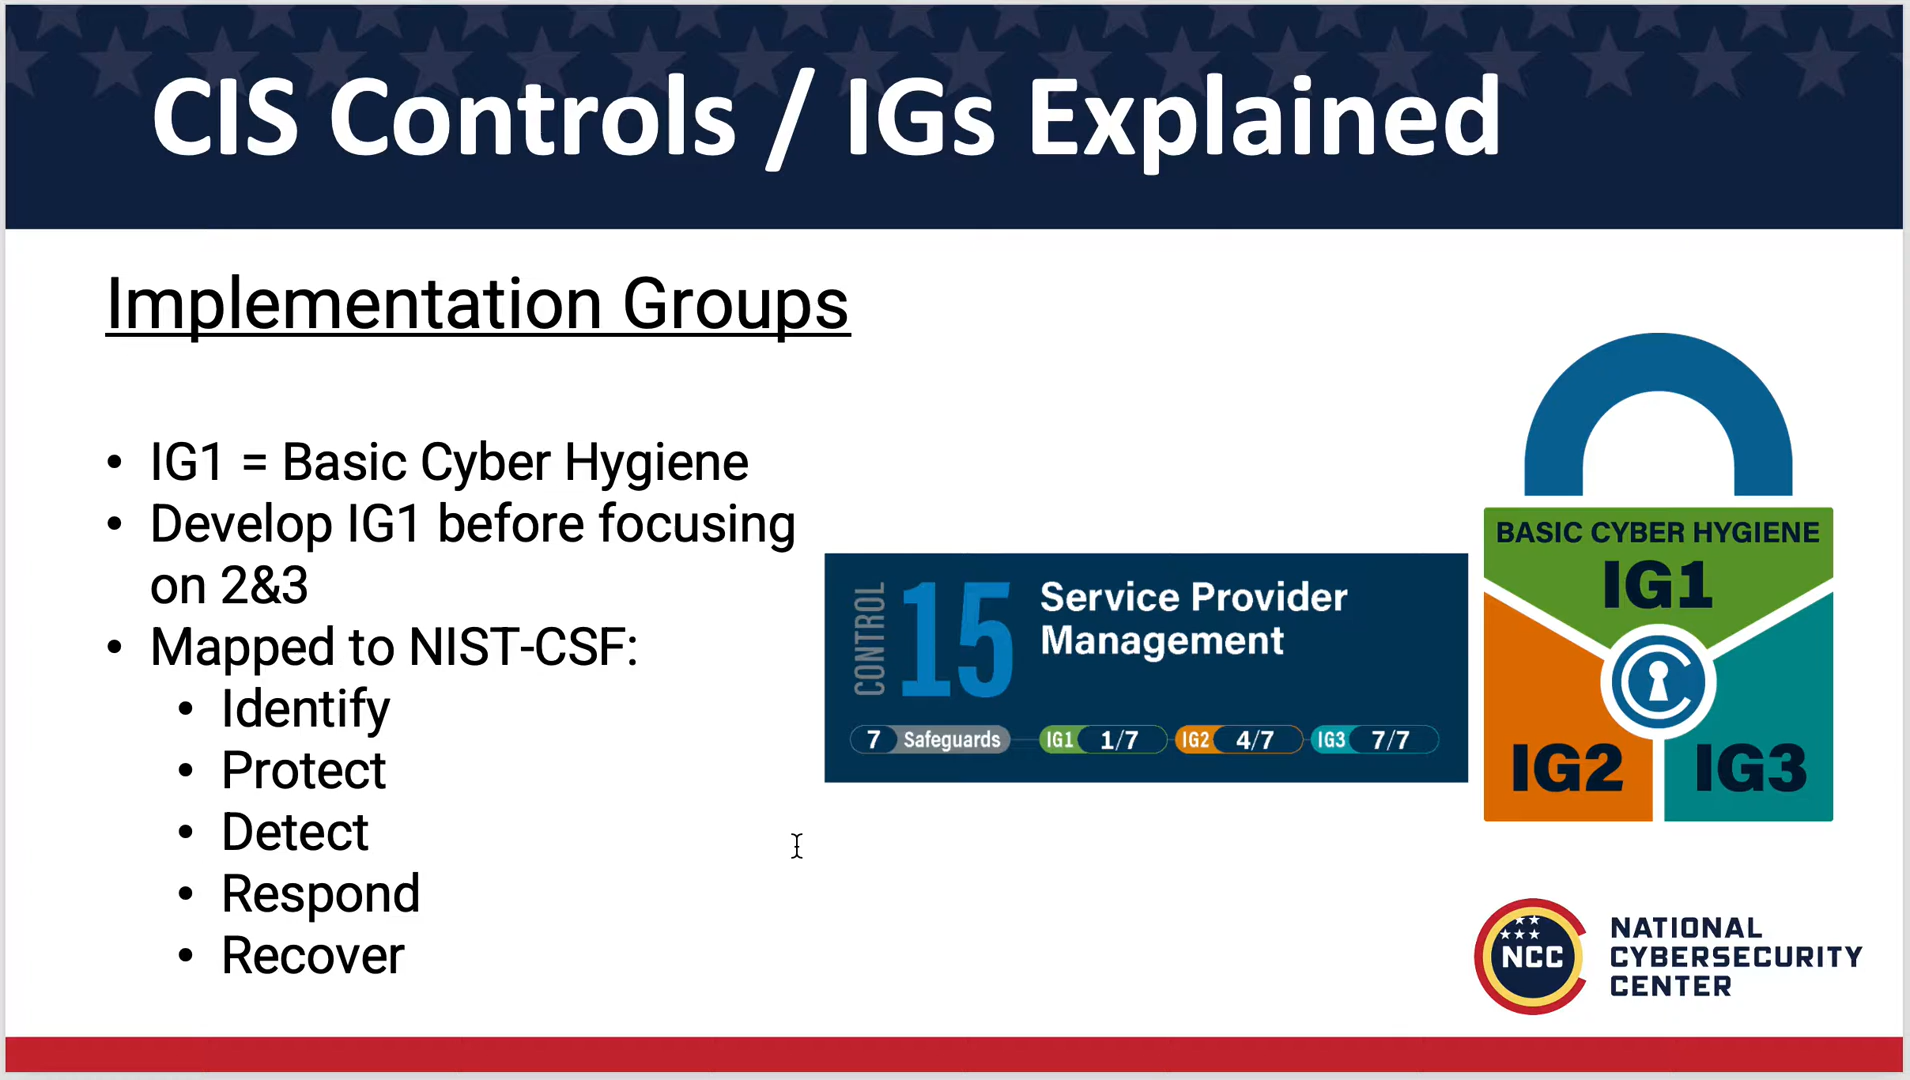 CIS Controls / IGs Explained
Implementation Groups
• IG1 = Basic Cyber Hygiene
• Develop IG1 before focusing
on 2&3
• Mapped to NIST-CSF:
• Identify
• Protect
• Detect
• Respond
• Recover
CONTROL
15
Service Provider
Management
7 Safeguards IG1 1/7 IG2 4/7 IG3 7/7
BASIC CYBER HYGIENE
IG1
IG2
IG3
NCC
NATIONAL
CYBERSECURITY
CENTER